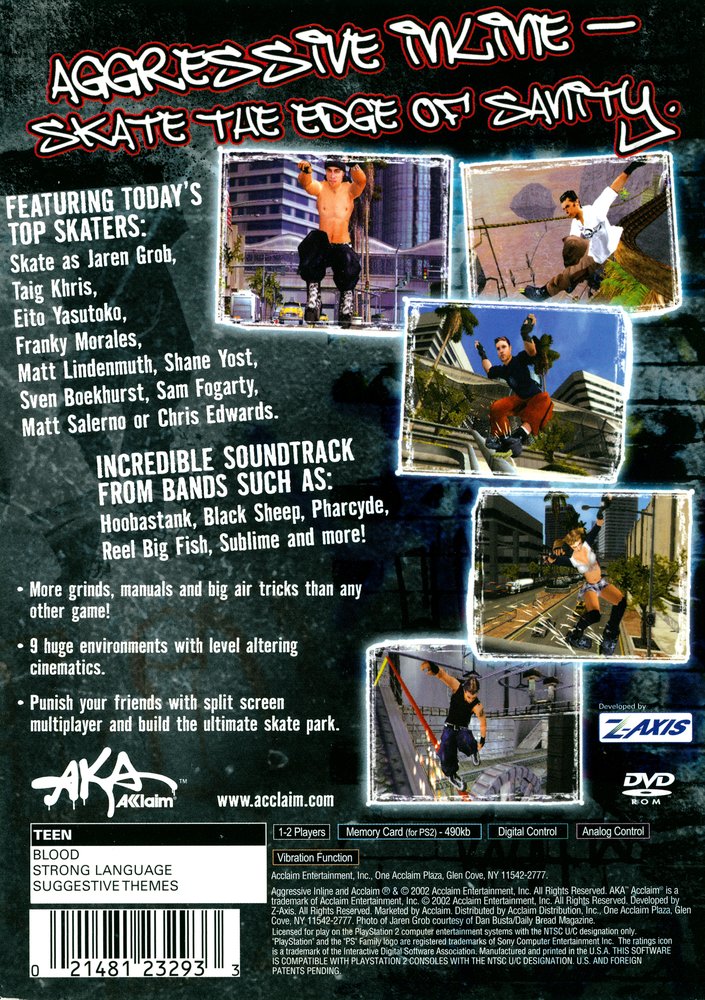 AGGRESSIVE INLINE —
SKATE THE EDGE OF SANITY.
FEATURING TODAY'S
TOP SKATERS:
Skate as Jaren Grob,
Taig Khris,
Eito Yasutoko,
Franky Morales,
Matt Lindenmuth, Shane Yost,
Sven Boekhurst, Sam Fogarty,
Matt Salerno or Chris Edwards.
INCREDIBLE SOUNDTRACK
FROM BANDS SUCH AS:
Hoobastank, Black Sheep, Pharcyde,
Reel Big Fish, Sublime and more!
• More grinds, manuals and big air tricks than any
other game!
• 9 huge environments with level altering
cinematics.
• Punish your friends with split screen
multiplayer and build the ultimate skate park.
Developed by
Z-AXIS
AKA ™
AKklaim
www.acclaim.com
DVD
ROM
TEEN
BLOOD
STRONG LANGUAGE
SUGGESTIVE THEMES
1-2 Players
Memory Card (for PS2) - 490kb
Digital Control
Analog Control
Vibration Function
Acclaim Entertainment, Inc., One Acclaim Plaza, Glen Cove, NY 11542-2777.
Aggressive Inline and Acclaim ® & © 2002 Acclaim Entertainment, Inc. All Rights Reserved. AKA™ Acclaim® is a
trademark of Acclaim Entertainment, Inc. © 2002 Acclaim Entertainment, Inc. All Rights Reserved. Developed by
Z-Axis. All Rights Reserved. Marketed by Acclaim. Distributed by Acclaim Distribution, Inc., One Acclaim Plaza, Glen
Cove, NY 11542-2777. Photo of Jaren Grob courtesy of Dan Busta/Daily Bread Magazine.
Licensed for play on the PlayStation 2 computer entertainment systems with the NTSC U/C designation only.
"PlayStation" and the "PS" Family logo are registered trademarks of Sony Computer Entertainment Inc. The ratings icon
is a trademark of the Interactive Digital Software Association. Manufactured and printed in the U.S.A. THIS SOFTWARE
IS COMPATIBLE WITH PLAYSTATION 2 CONSOLES WITH THE NTSC U/C DESIGNATION. U.S. AND FOREIGN
PATENTS PENDING.
0 21481 23293 3